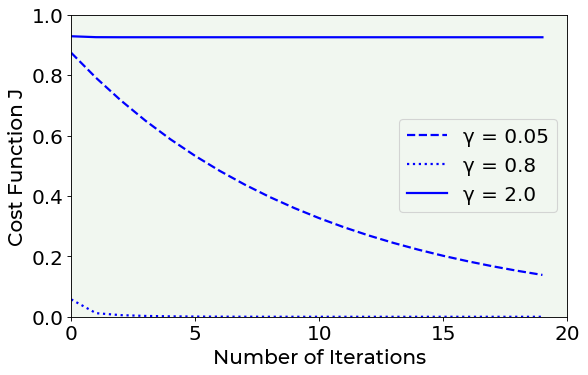 1.0
0.8
0.6
0.4
0.2
0.0
Cost Function J
γ = 0.05
γ = 0.8
γ = 2.0
0 5 10 15 20
Number of Iterations